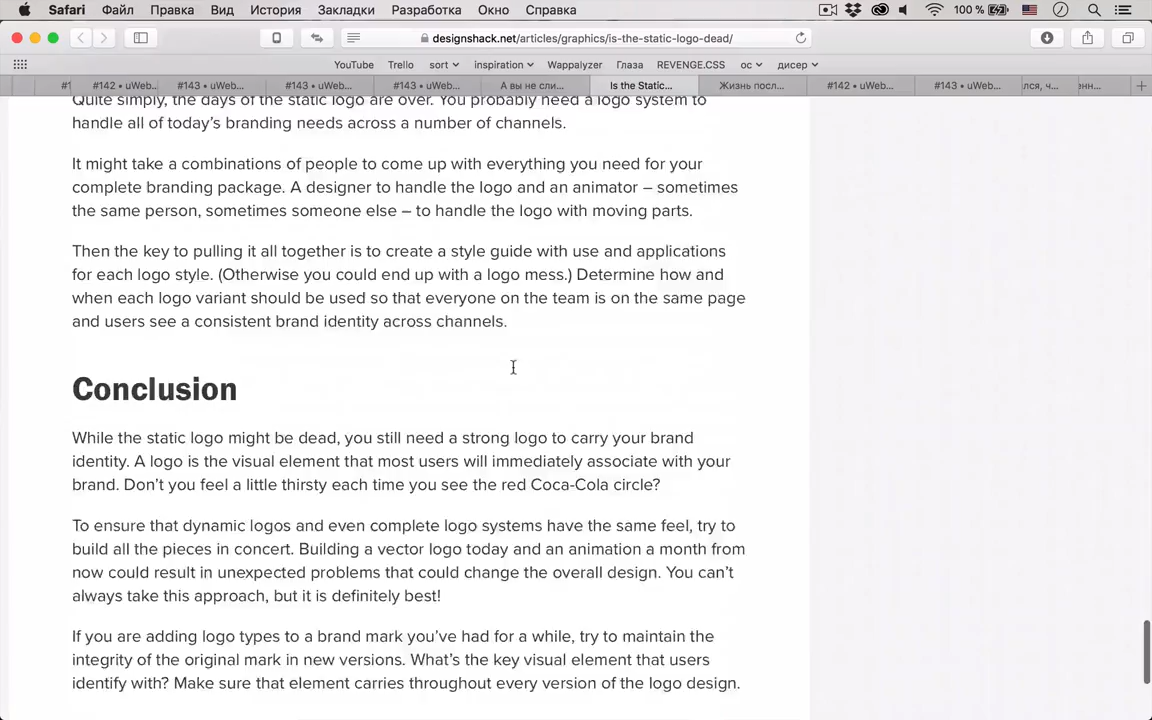 Safari Файл Правка Вид История Закладки Разработка Окно Справка 100 %
designshack.net/articles/graphics/is-the-static-logo-dead/
YouTube Trello sort inspiration Wappalyzer Глаза REVENGE.CSS ос дисер
#1 #142 • uWeb... #143 • uWeb... #143 • uWeb... #143 • uWeb... А вы не сли... Is the Static... Жизнь посл... #142 • uWeb... #143 • uWeb... лся, ч... енн...
Quite simply, the days of the static logo are over. You probably need a logo system to
handle all of today’s branding needs across a number of channels.
It might take a combinations of people to come up with everything you need for your
complete branding package. A designer to handle the logo and an animator – sometimes
the same person, sometimes someone else – to handle the logo with moving parts.
Then the key to pulling it all together is to create a style guide with use and applications
for each logo style. (Otherwise you could end up with a logo mess.) Determine how and
when each logo variant should be used so that everyone on the team is on the same page
and users see a consistent brand identity across channels.
Conclusion
While the static logo might be dead, you still need a strong logo to carry your brand
identity. A logo is the visual element that most users will immediately associate with your
brand. Don’t you feel a little thirsty each time you see the red Coca-Cola circle?
To ensure that dynamic logos and even complete logo systems have the same feel, try to
build all the pieces in concert. Building a vector logo today and an animation a month from
now could result in unexpected problems that could change the overall design. You can’t
always take this approach, but it is definitely best!
If you are adding logo types to a brand mark you’ve had for a while, try to maintain the
integrity of the original mark in new versions. What’s the key visual element that users
identify with? Make sure that element carries throughout every version of the logo design.